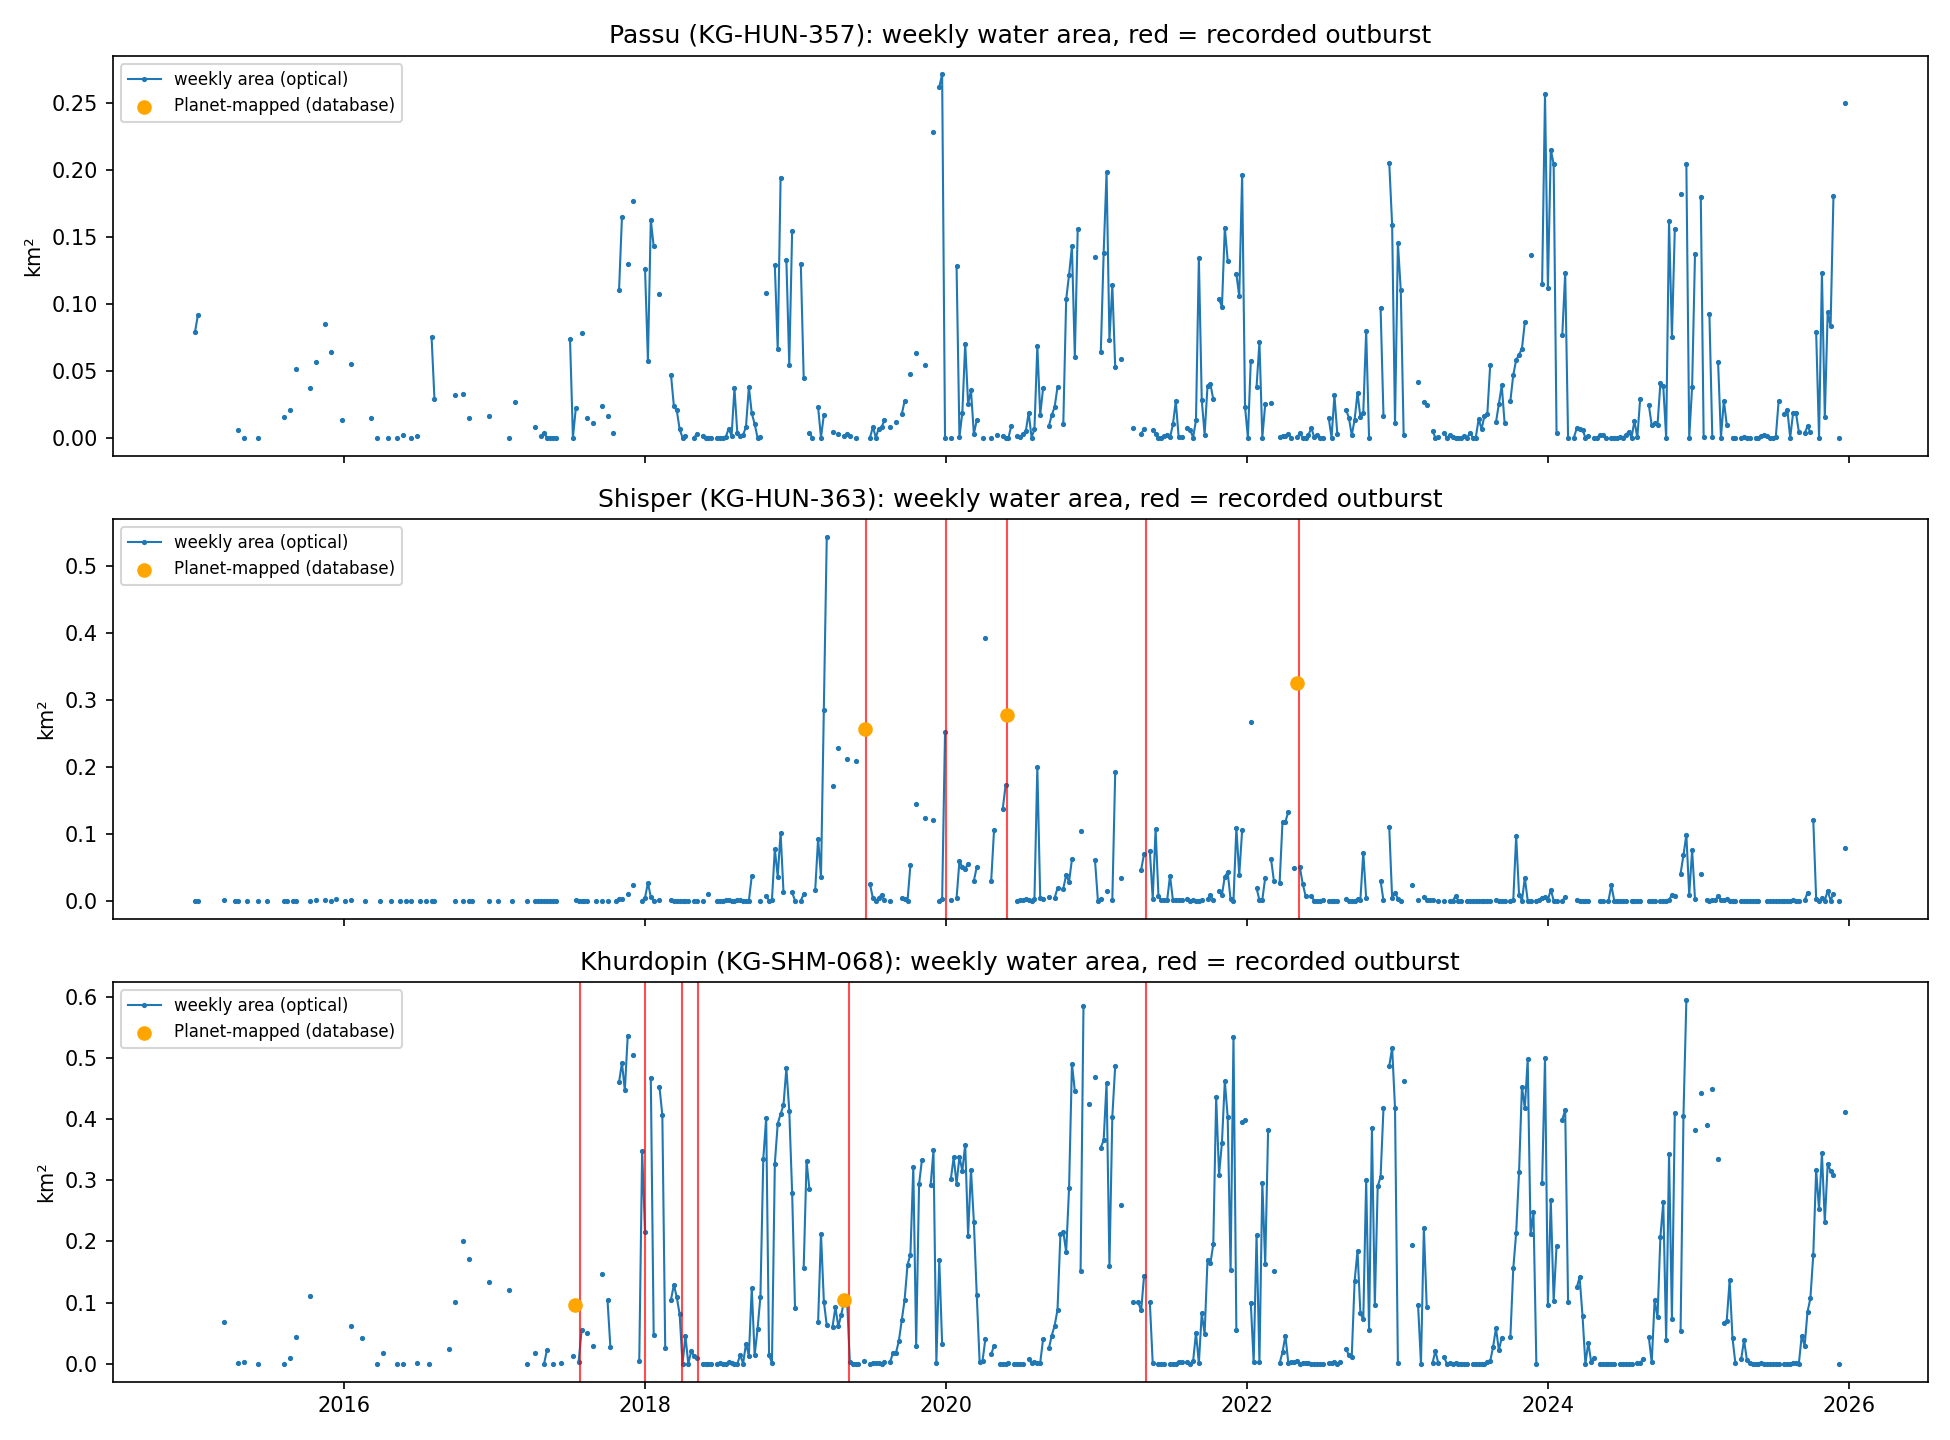 Passu (KG-HUN-357): weekly water area, red = recorded outburst
weekly area (optical)
Planet-mapped (database)
km²
0.25
0.20
0.15
0.10
0.05
0.00
Shisper (KG-HUN-363): weekly water area, red = recorded outburst
weekly area (optical)
Planet-mapped (database)
km²
0.5
0.4
0.3
0.2
0.1
0.0
Khurdopin (KG-SHM-068): weekly water area, red = recorded outburst
weekly area (optical)
Planet-mapped (database)
km²
0.6
0.5
0.4
0.3
0.2
0.1
0.0
2016 2018 2020 2022 2024 2026